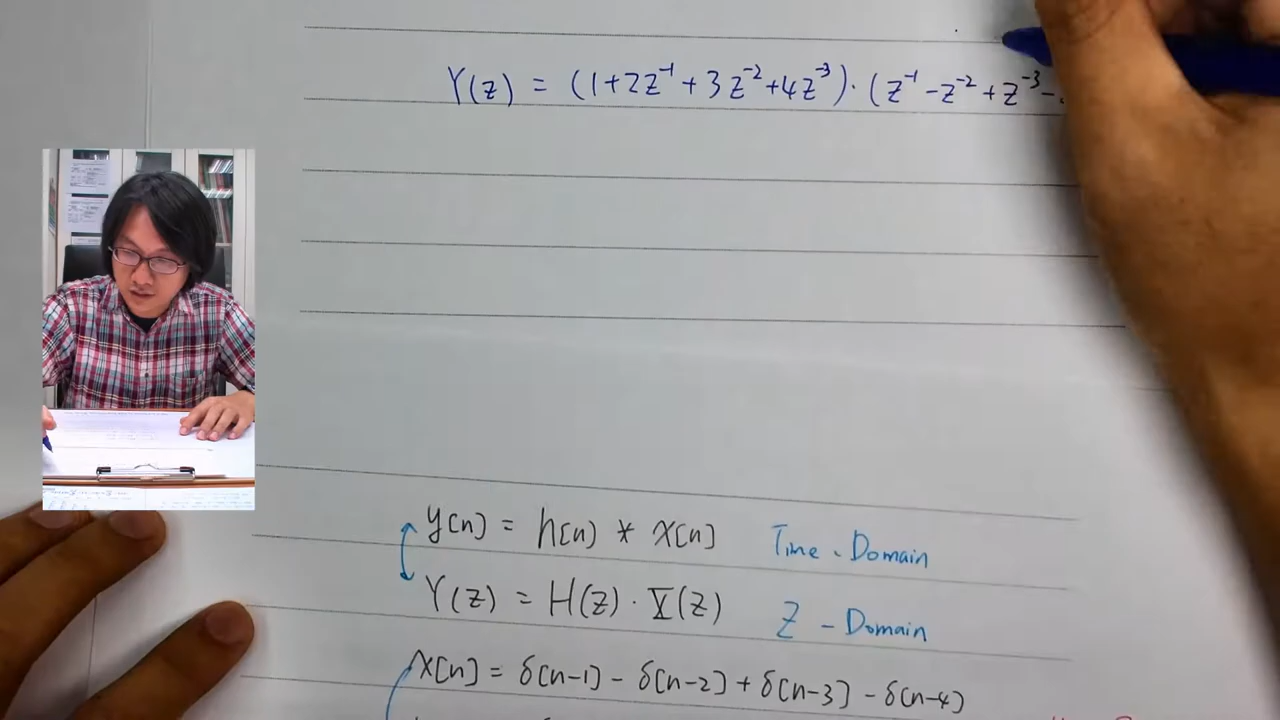 Y(z) = (1+2z⁻¹+3z⁻²+4z⁻³)·(z⁻¹-z⁻²+z⁻³-
y[n] = h[n] * x[n] Time-Domain
Y(z) = H(z)·X(z) Z-Domain
x[n] = δ[n-1] - δ[n-2] + δ[n-3] - δ[n-4]